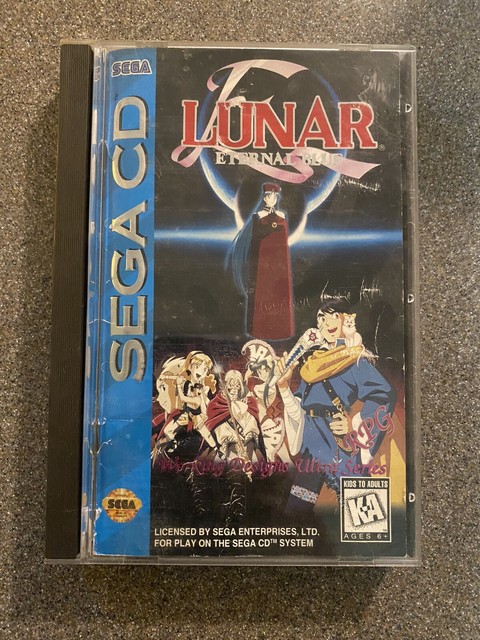 SEGA
SEGA CD
LUNAR
ETERNAL BLUE
RPG
Working Designs Ultra Series
SEGA
KIDS TO ADULTS
K-A
AGES 6+
LICENSED BY SEGA ENTERPRISES, LTD.
FOR PLAY ON THE SEGA CD™ SYSTEM